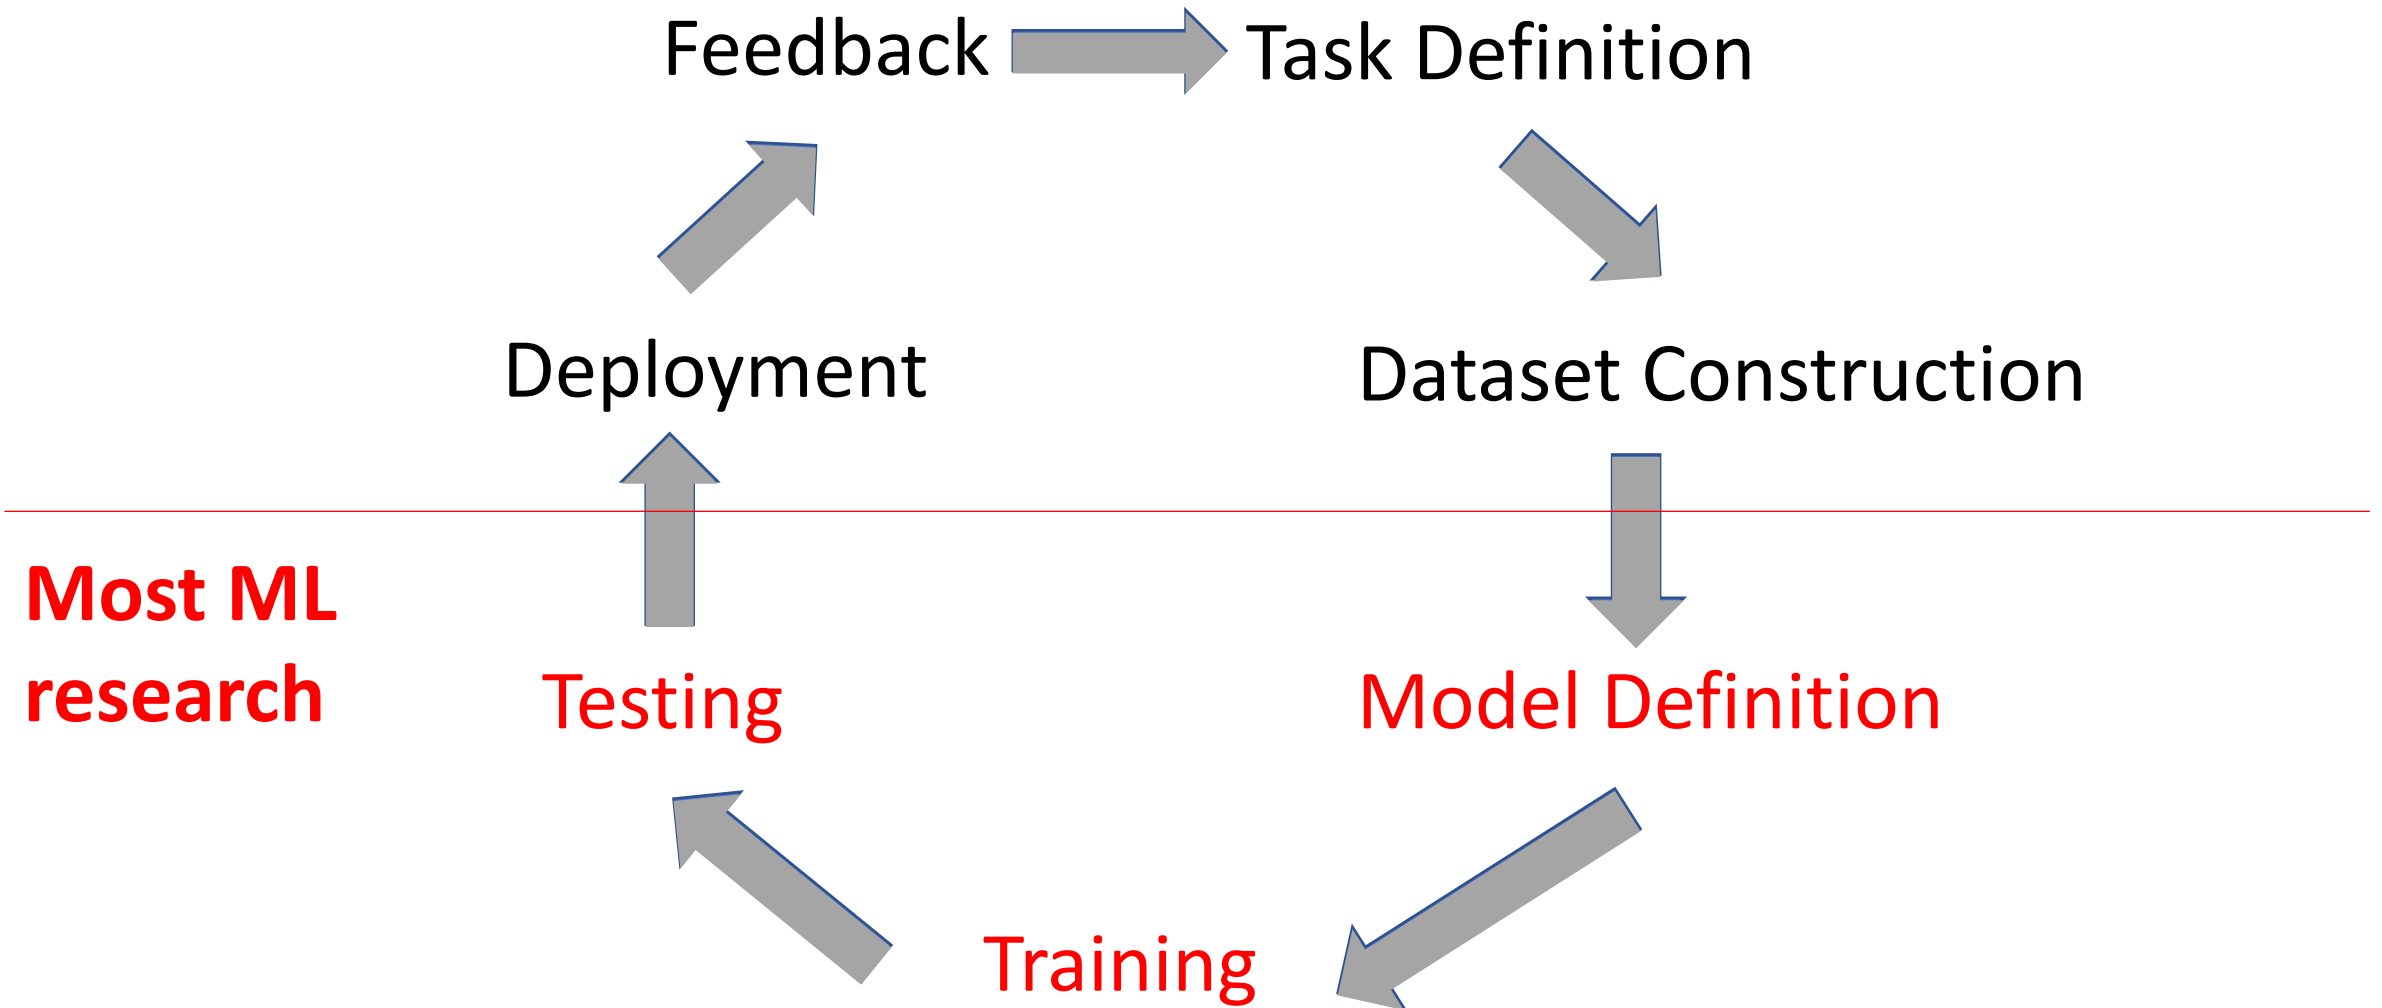 Feedback
Task Definition
Deployment
Dataset Construction
Most ML
research
Testing
Model Definition
Training